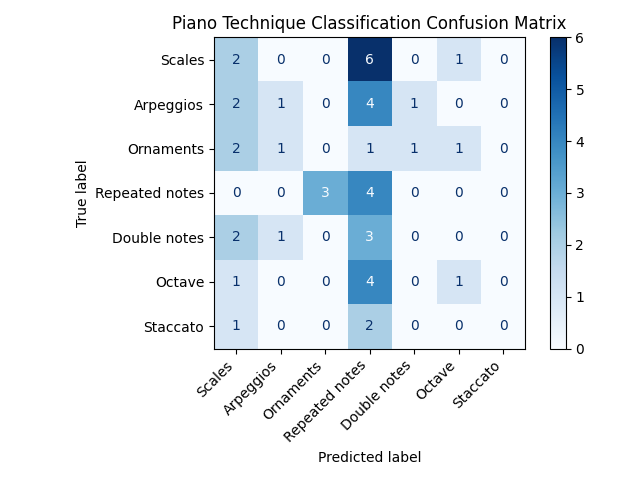 Piano Technique Classification Confusion Matrix
Scales 2 0 0 6 0 1 0
Arpeggios 2 1 0 4 1 0 0
Ornaments 2 1 0 1 1 1 0
Repeated notes 0 0 3 4 0 0 0
Double notes 2 1 0 3 0 0 0
Octave 1 0 0 4 0 1 0
Staccato 1 0 0 2 0 0 0
True label
Scales Arpeggios Ornaments Repeated notes Double notes Octave Staccato
Predicted label
6
5
4
3
2
1
0